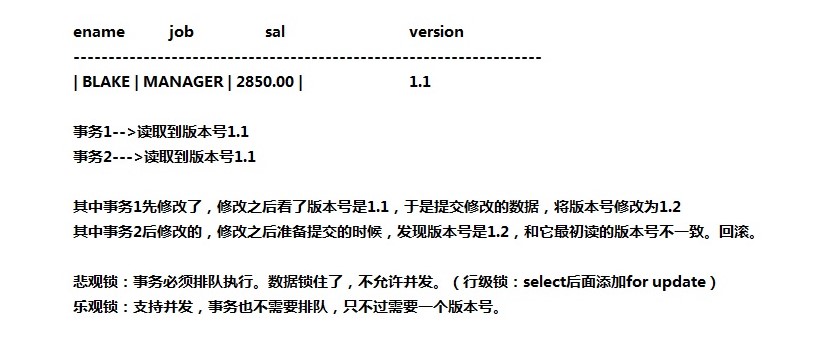 ename job sal version
-------------------------------------------------------------------
| BLAKE | MANAGER | 2850.00 | 1.1
事务1-->读取到版本号1.1
事务2--->读取到版本号1.1
其中事务1先修改了，修改之后看了版本号是1.1，于是提交修改的数据，将版本号修改为1.2
其中事务2后修改的，修改之后准备提交的时候，发现版本号是1.2，和它最初读的版本号不一致。回滚。
悲观锁：事务必须排队执行。数据锁住了，不允许并发。（行级锁：select后面添加for update）
乐观锁：支持并发，事务也不需要排队，只不过需要一个版本号。